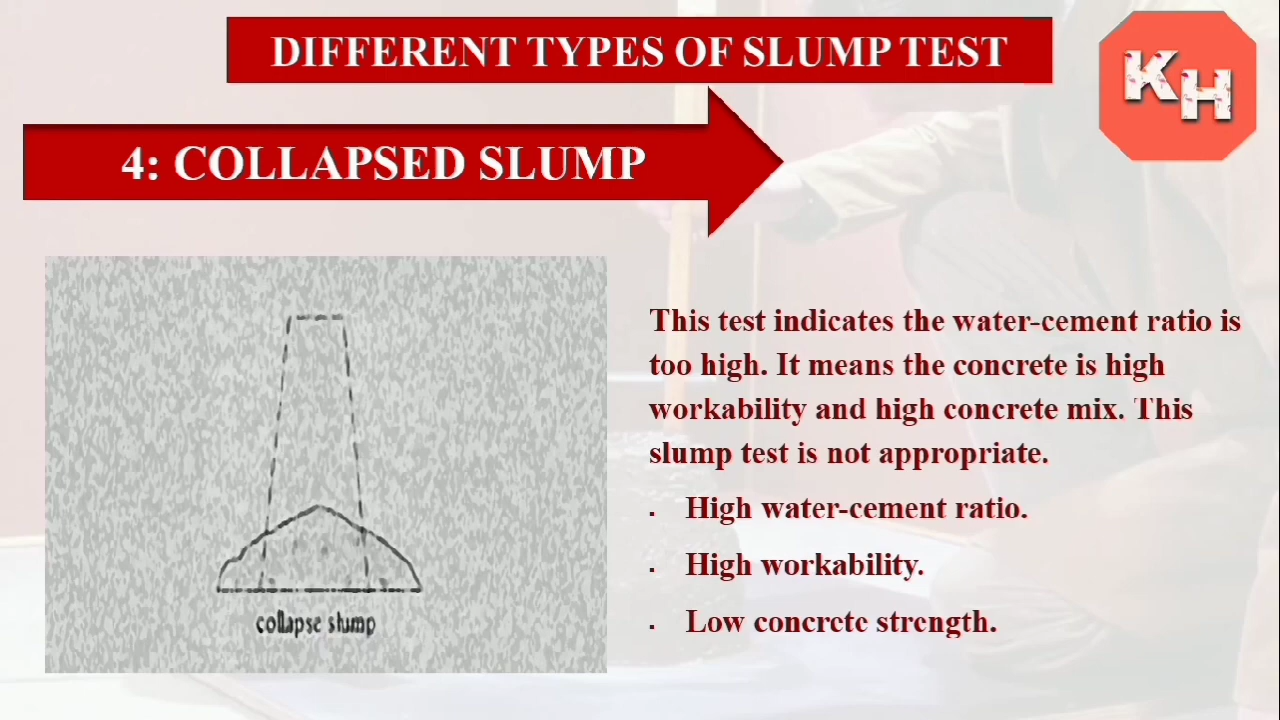 DIFFERENT TYPES OF SLUMP TEST
KH
4: COLLAPSED SLUMP
This test indicates the water-cement ratio is
too high. It means the concrete is high
workability and high concrete mix. This
slump test is not appropriate.
▪ High water-cement ratio.
▪ High workability.
▪ Low concrete strength.
collapse slump